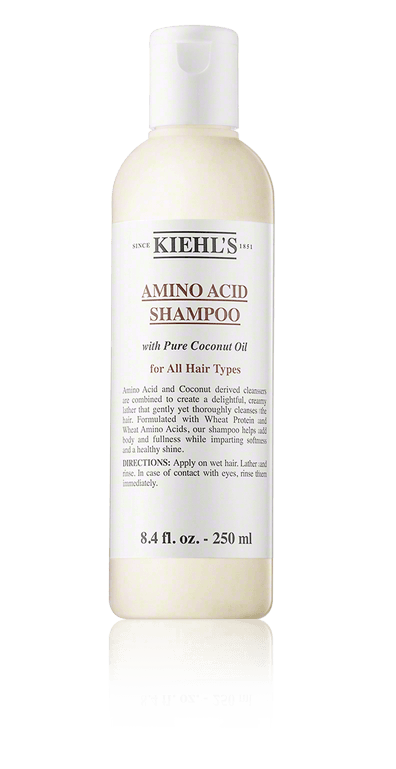 SINCE KIEHL'S 1851
AMINO ACID
SHAMPOO
with Pure Coconut Oil
for All Hair Types
Amino Acid and Coconut derived cleansers
are combined to create a delightful, creamy
lather that gently yet thoroughly cleanses the
hair. Formulated with Wheat Protein and
Wheat Amino Acids, our shampoo helps add
body and fullness while imparting softness
and a healthy shine.
DIRECTIONS: Apply on wet hair. Lather and
rinse. In case of contact with eyes, rinse them
immediately.
8.4 fl. oz. - 250 ml